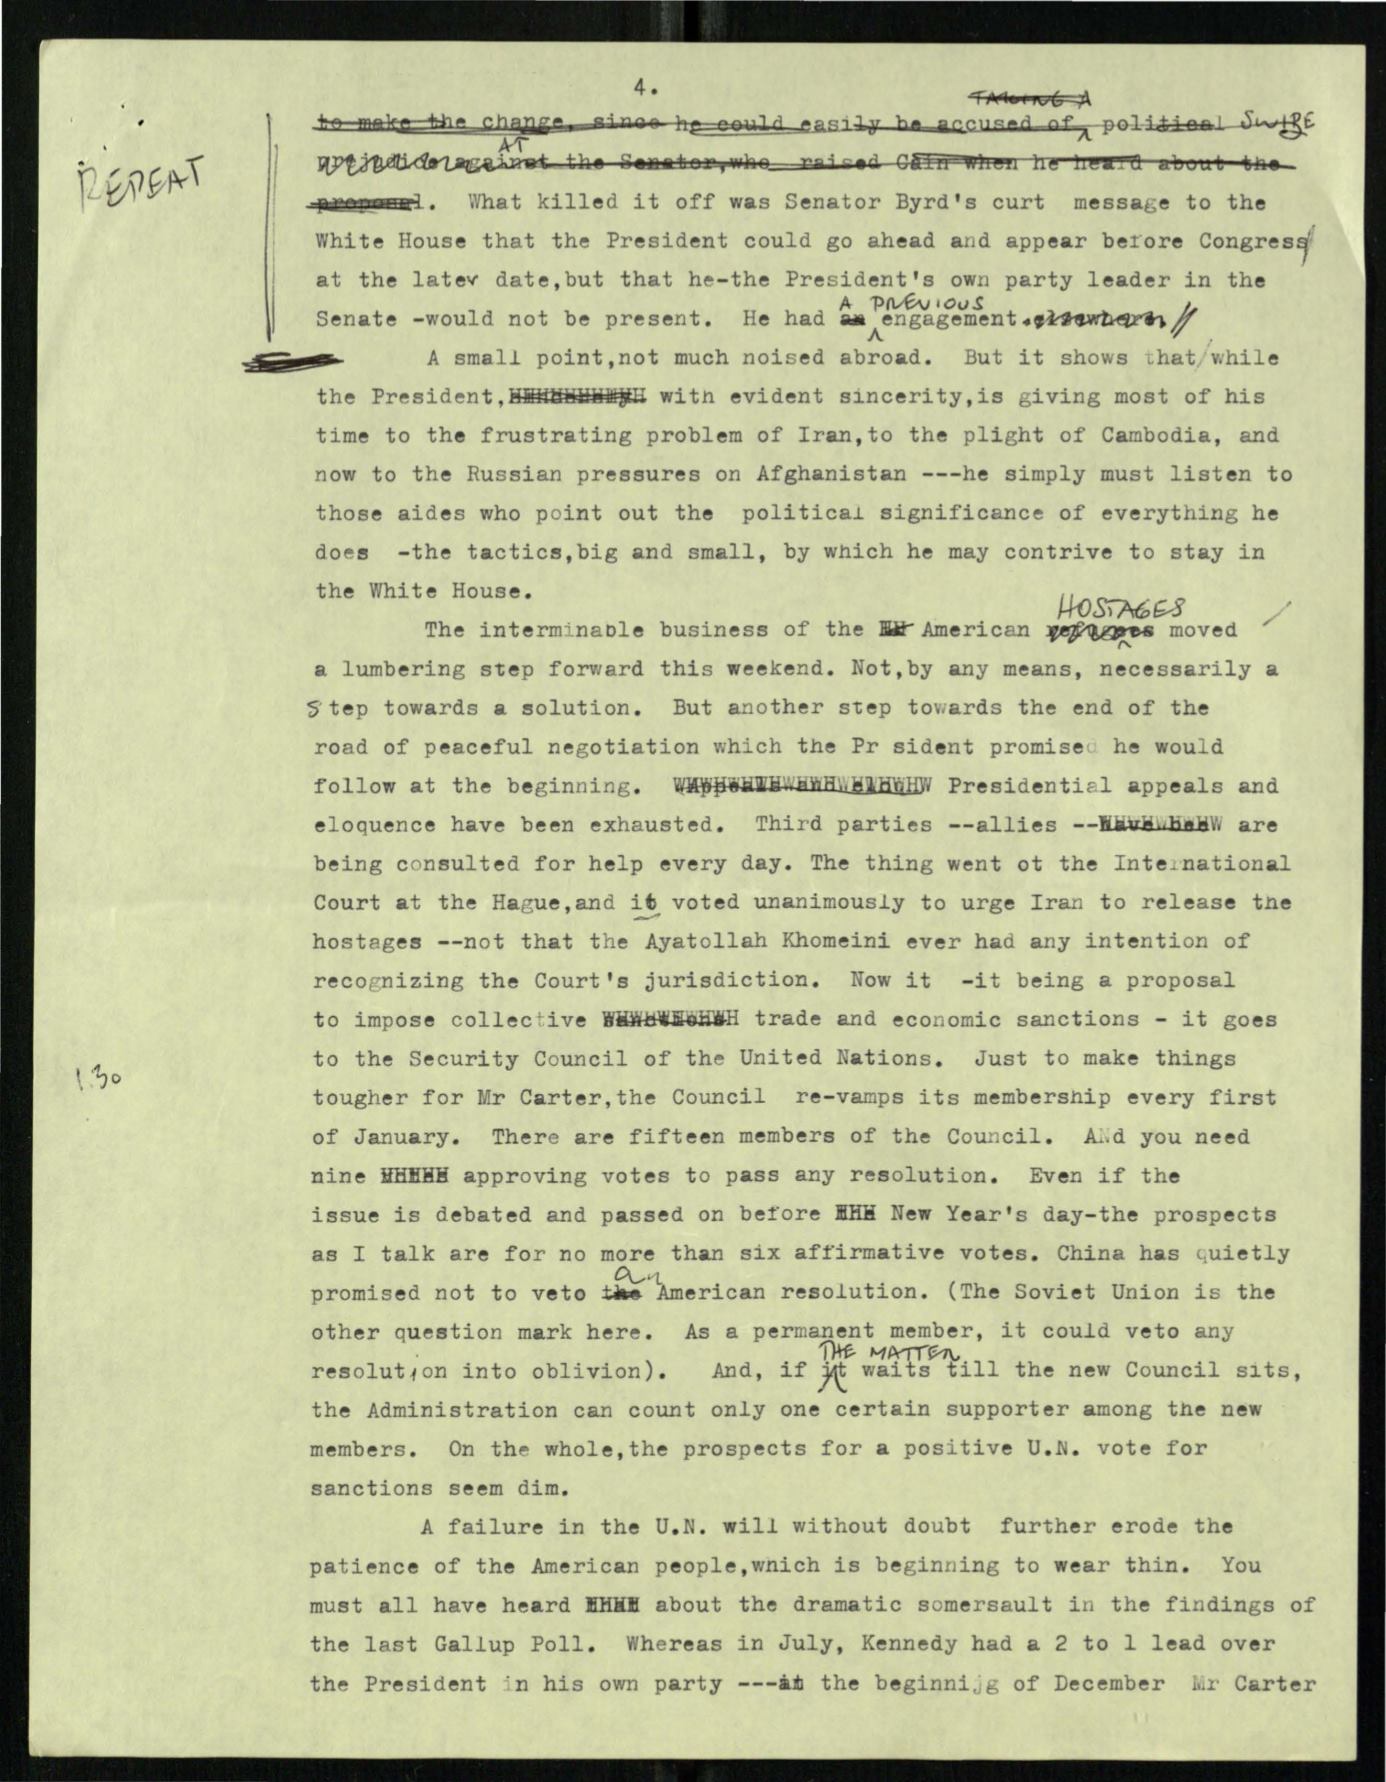 4.
TAKING A
to make the change, since he could easily be accused of political SWIPE
AT
prejudice against the Senator,who raised Cain when he heard about the
REPEAT
proposal. What killed it off was Senator Byrd's curt message to the
White House that the President could go ahead and appear before Congress
at the later date,but that he-the President's own party leader in the
A PREVIOUS
Senate -would not be present. He had an engagement.elsewhere. //
A small point,not much noised abroad. But it shows that/while
the President, with evident sincerity,is giving most of his
time to the frustrating problem of Iran,to the plight of Cambodia, and
now to the Russian pressures on Afghanistan ---he simply must listen to
those aides who point out the political significance of everything he
does -the tactics,big and small, by which he may contrive to stay in
the White House.
HOSTAGES
The interminable business of the American refugees moved
a lumbering step forward this weekend. Not,by any means, necessarily a
step towards a solution. But another step towards the end of the
road of peaceful negotiation which the Pr sident promised he would
follow at the beginning. Presidential appeals and
eloquence have been exhausted. Third parties --allies -- are
being consulted for help every day. The thing went ot the International
Court at the Hague,and it voted unanimously to urge Iran to release the
hostages --not that the Ayatollah Khomeini ever had any intention of
recognizing the Court's jurisdiction. Now it -it being a proposal
to impose collective trade and economic sanctions - it goes
to the Security Council of the United Nations. Just to make things
1.30
tougher for Mr Carter,the Council re-vamps its membership every first
of January. There are fifteen members of the Council. ANd you need
nine approving votes to pass any resolution. Even if the
issue is debated and passed on before New Year's day-the prospects
as I talk are for no more than six affirmative votes. China has quietly
an
promised not to veto the American resolution. (The Soviet Union is the
other question mark here. As a permanent member, it could veto any
THE MATTER
resolution into oblivion). And, if it waits till the new Council sits,
the Administration can count only one certain supporter among the new
members. On the whole,the prospects for a positive U.N. vote for
sanctions seem dim.
A failure in the U.N. will without doubt further erode the
patience of the American people,which is beginning to wear thin. You
must all have heard about the dramatic somersault in the findings of
the last Gallup Poll. Whereas in July, Kennedy had a 2 to 1 lead over
the President in his own party ---at the beginnijg of December Mr Carter